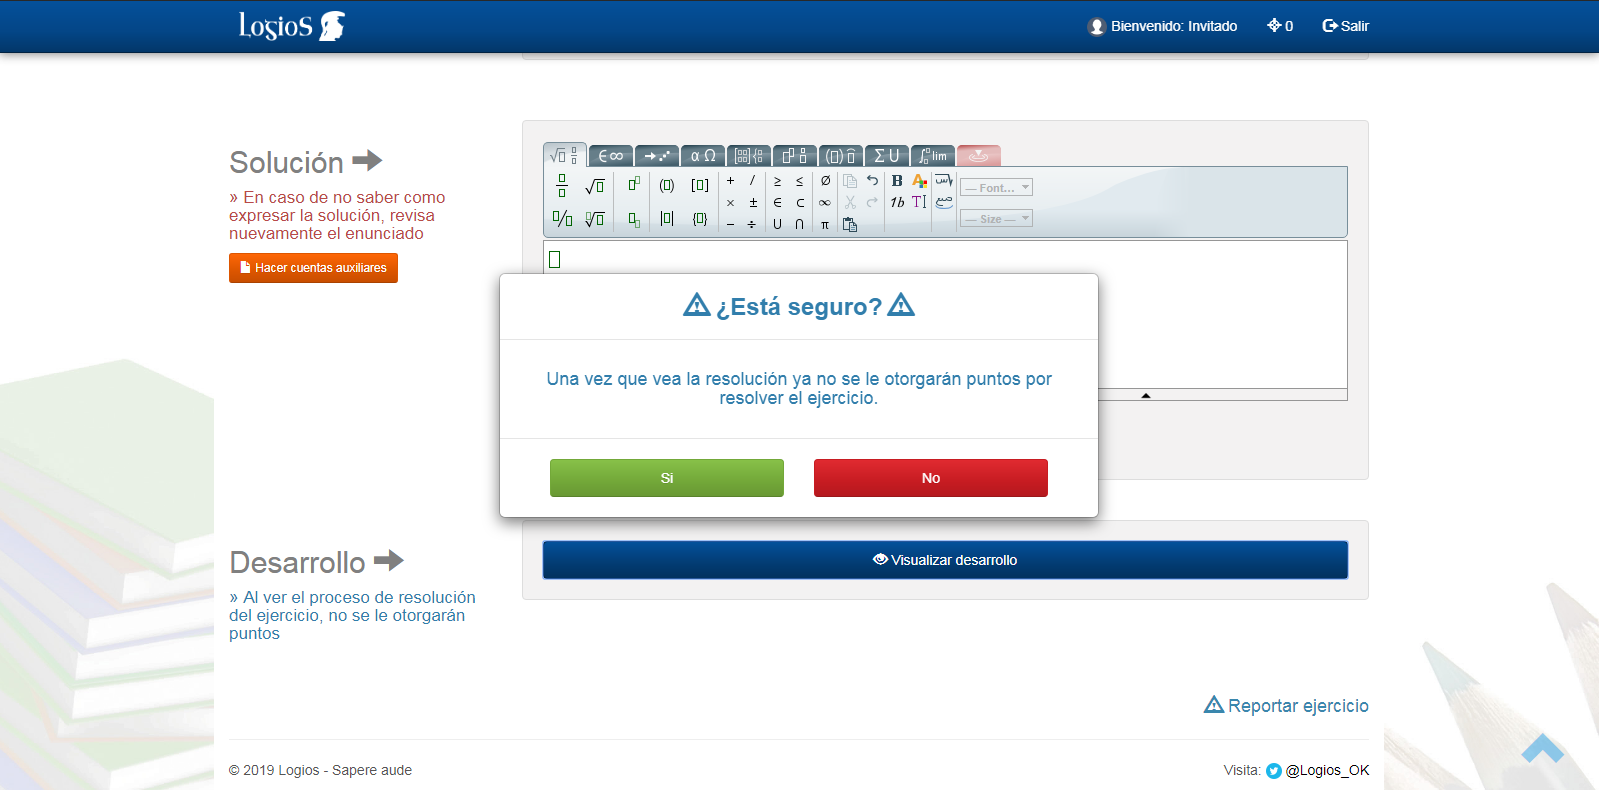 LogioS
Bienvenido: Invitado
0
Salir
Solución
» En caso de no saber como
expresar la solución, revisa
nuevamente el enunciado
Hacer cuentas auxiliares
∈∞
α Ω
Σ U
lim
+ / ≥ ≤ Ø B
× ± ∈ ⊂ ∞ 1b T
− ÷ ∪ ∩ π
— Font...
— Size —
¿Está seguro?
Una vez que vea la resolución ya no se le otorgarán puntos por
resolver el ejercicio.
Si
No
Desarrollo
» Al ver el proceso de resolución
del ejercicio, no se le otorgarán
puntos
Visualizar desarrollo
Reportar ejercicio
© 2019 Logios - Sapere aude
Visita: @Logios_OK